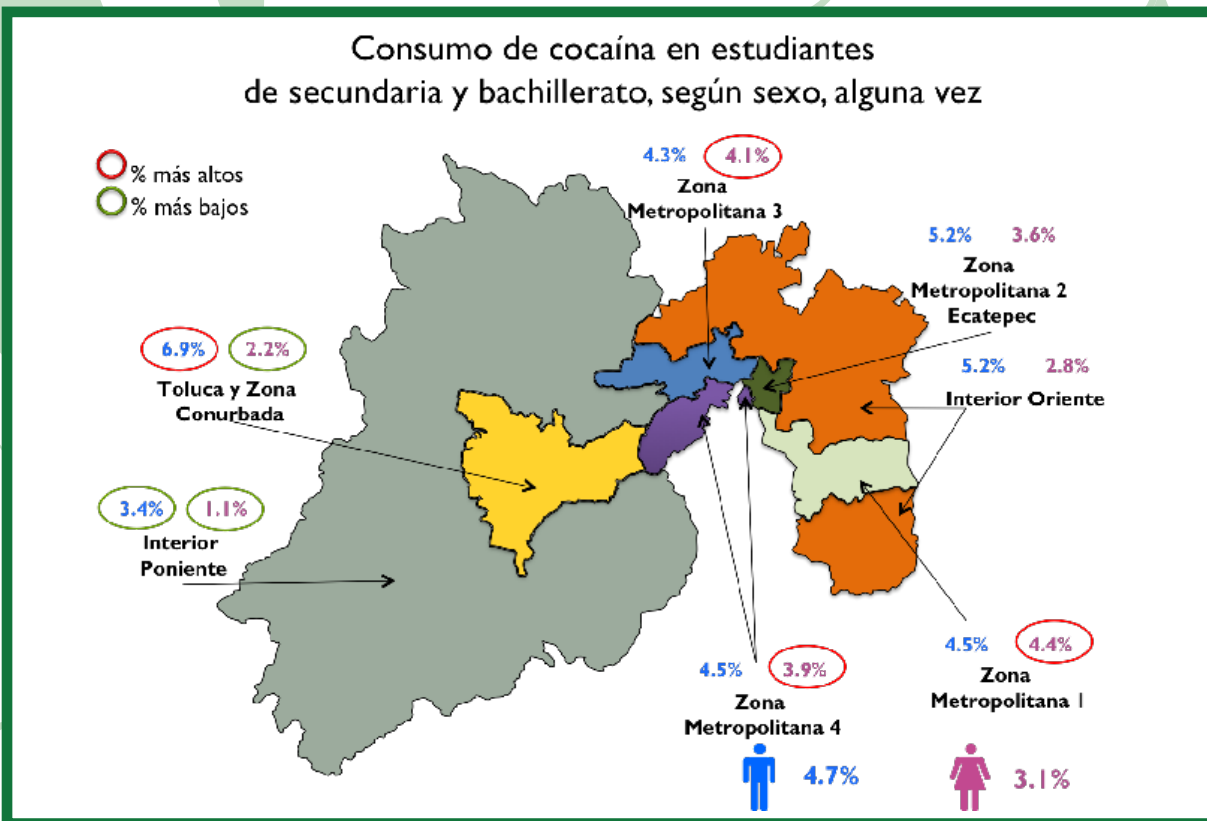 Consumo de cocaína en estudiantes
de secundaria y bachillerato, según sexo, alguna vez
% más altos
% más bajos
4.3% 4.1%
Zona
Metropolitana 3
5.2% 3.6%
Zona
Metropolitana 2
Ecatepec
6.9% 2.2%
Toluca y Zona
Conurbada
5.2% 2.8%
Interior Oriente
3.4% 1.1%
Interior
Poniente
4.5% 3.9%
Zona
Metropolitana 4
4.5% 4.4%
Zona
Metropolitana 1
4.7%
3.1%